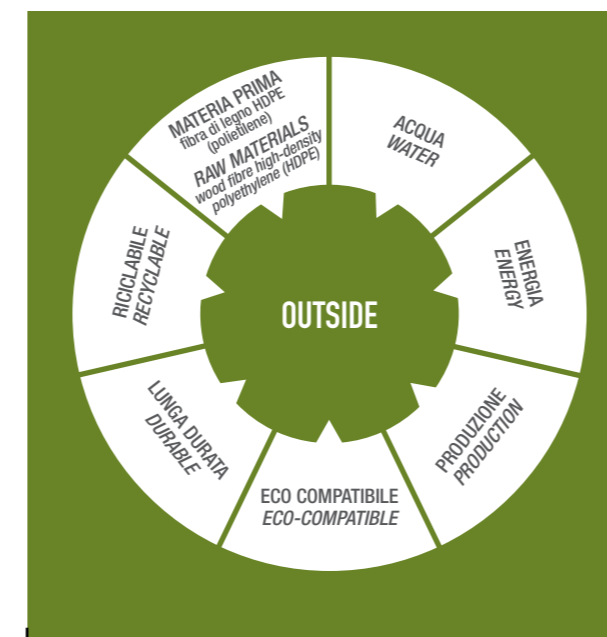 MATERIA PRIMA
fibra di legno HDPE
(polietilene)
RAW MATERIALS
wood fibre high-density
polyethylene (HDPE)
ACQUA
WATER
ENERGIA
ENERGY
PRODUZIONE
PRODUCTION
ECO COMPATIBILE
ECO-COMPATIBLE
LUNGA DURATA
DURABLE
RICICLABILE
RECYCLABLE
OUTSIDE